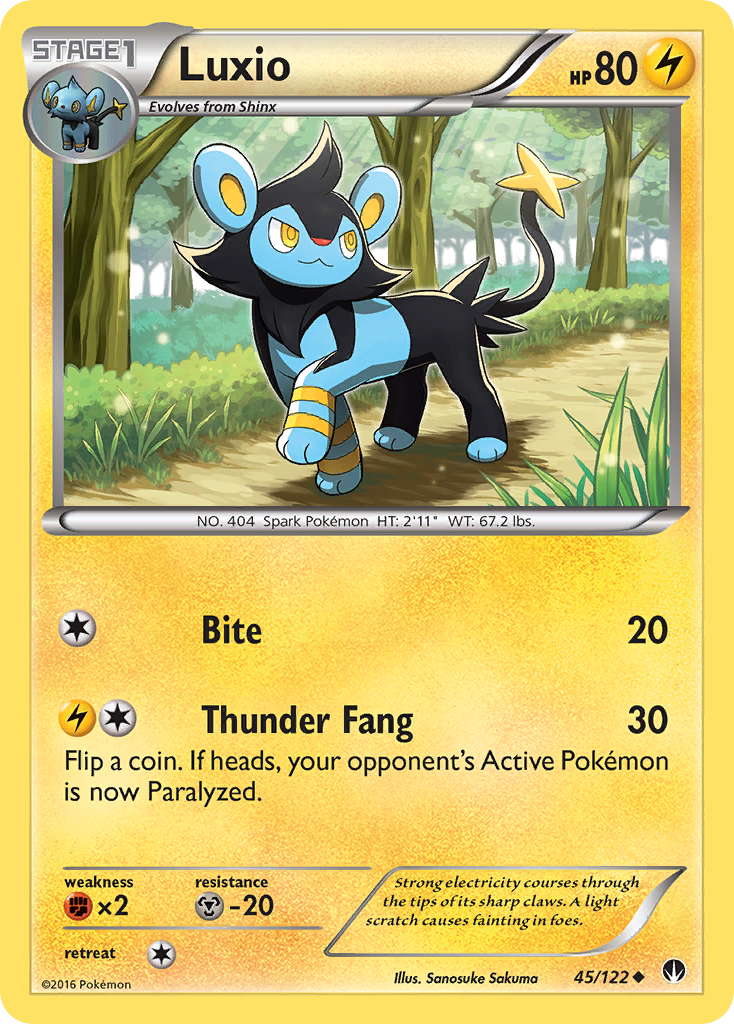 STAGE1
Luxio
HP80
Evolves from Shinx
NO. 404 Spark Pokémon HT: 2'11" WT: 67.2 lbs.
Bite 20
Thunder Fang 30
Flip a coin. If heads, your opponent's Active Pokémon
is now Paralyzed.
weakness resistance
×2 -20
retreat
Strong electricity courses through
the tips of its sharp claws. A light
scratch causes fainting in foes.
©2016 Pokémon
Illus. Sanosuke Sakuma
45/122